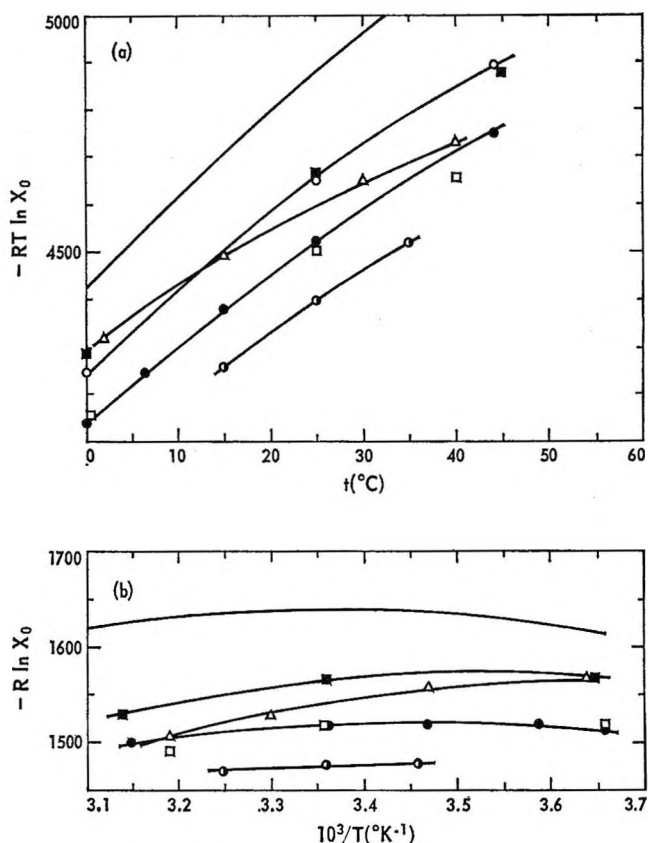 5000
(a)
4500
− RT ln X₀
0 10 20 30 40 50 60
t(°C)
1700
(b)
1600
1500
− R ln X₀
3.1 3.2 3.3 3.4 3.5 3.6 3.7
10³/T(°K⁻¹)